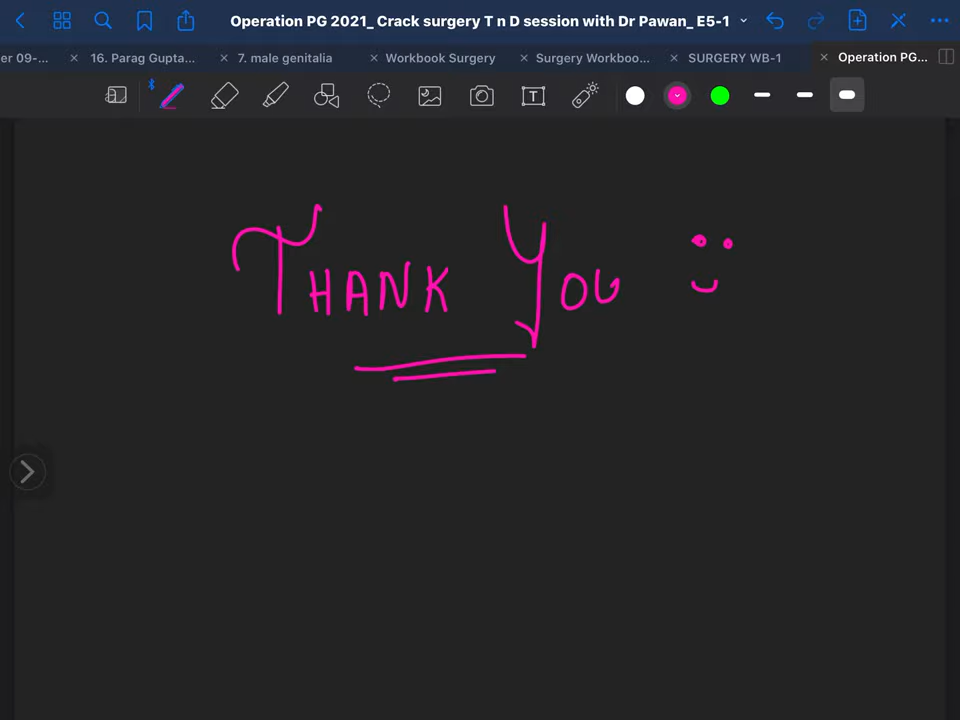 Operation PG 2021_ Crack surgery T n D session with Dr Pawan_ E5-1
er 09-... 16. Parag Gupta... 7. male genitalia Workbook Surgery Surgery Workboo... SURGERY WB-1 Operation PG...
T
THANK YOU :)